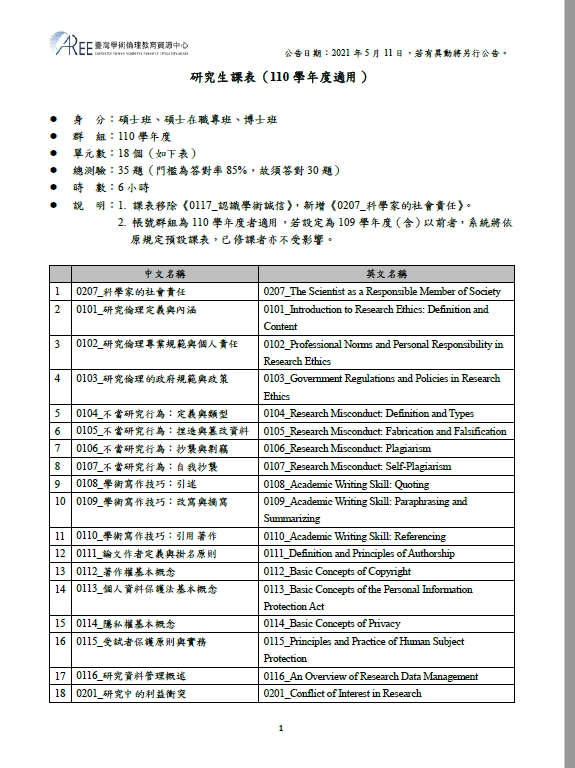 AREE 臺灣學術倫理教育資源中心
Center for Taiwan Academic Research Ethics Education
公告日期：2021 年 5 月 11 日，若有異動將另行公告。
研究生課表（110 學年度適用）
● 身　分：碩士班、碩士在職專班、博士班
● 群　組：110 學年度
● 單元數：18 個（如下表）
● 總測驗：35 題（門檻為答對率 85%，故須答對 30 題）
● 時　數：6 小時
● 說　明：1. 課表移除《0117_認識學術誠信》，新增《0207_科學家的社會責任》。
2. 帳號群組為 110 學年度者適用，若設定為 109 學年度（含）以前者，系統將依
原規定預設課表，已修課者亦不受影響。
中文名稱 英文名稱
1 0207_科學家的社會責任 0207_The Scientist as a Responsible Member of Society
2 0101_研究倫理定義與內涵 0101_Introduction to Research Ethics: Definition and
Content
3 0102_研究倫理專業規範與個人責任 0102_Professional Norms and Personal Responsibility in
Research Ethics
4 0103_研究倫理的政府規範與政策 0103_Government Regulations and Policies in Research
Ethics
5 0104_不當研究行為：定義與類型 0104_Research Misconduct: Definition and Types
6 0105_不當研究行為：捏造與篡改資料 0105_Research Misconduct: Fabrication and Falsification
7 0106_不當研究行為：抄襲與剽竊 0106_Research Misconduct: Plagiarism
8 0107_不當研究行為：自我抄襲 0107_Research Misconduct: Self-Plagiarism
9 0108_學術寫作技巧：引述 0108_Academic Writing Skill: Quoting
10 0109_學術寫作技巧：改寫與摘寫 0109_Academic Writing Skill: Paraphrasing and
Summarizing
11 0110_學術寫作技巧：引用著作 0110_Academic Writing Skill: Referencing
12 0111_論文作者定義與掛名原則 0111_Definition and Principles of Authorship
13 0112_著作權基本概念 0112_Basic Concepts of Copyright
14 0113_個人資料保護法基本概念 0113_Basic Concepts of the Personal Information
Protection Act
15 0114_隱私權基本概念 0114_Basic Concepts of Privacy
16 0115_受試者保護原則與實務 0115_Principles and Practice of Human Subject
Protection
17 0116_研究資料管理概述 0116_An Overview of Research Data Management
18 0201_研究中的利益衝突 0201_Conflict of Interest in Research
1